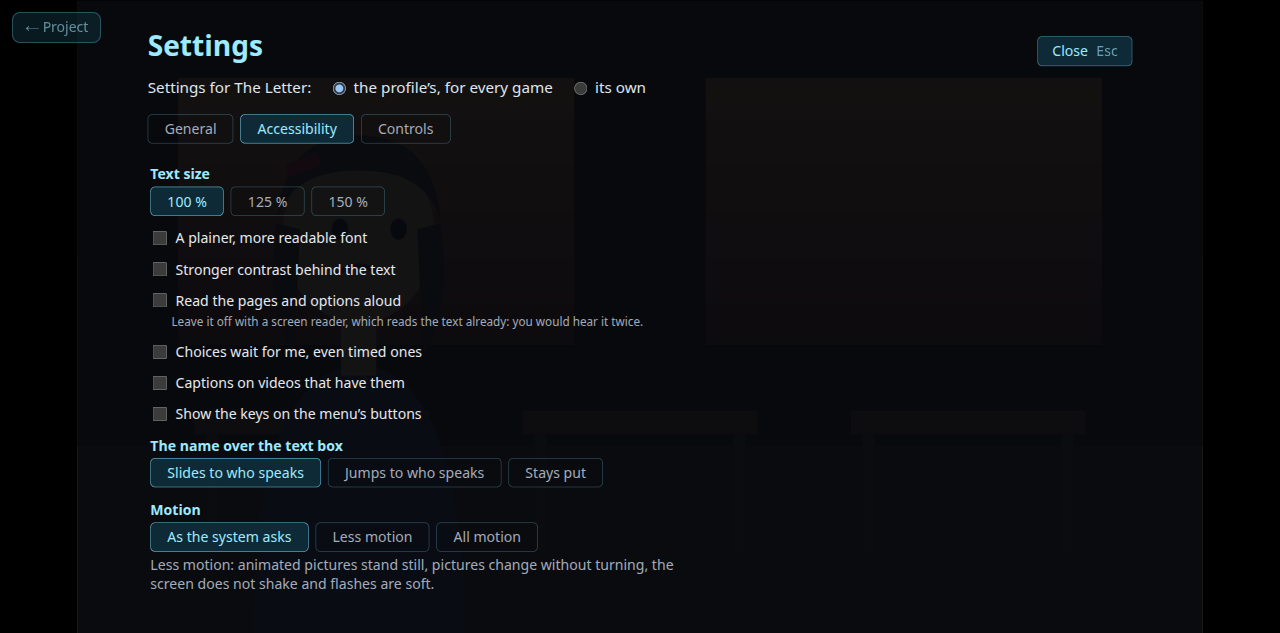 ← Project
Settings
Close Esc
Settings for The Letter: the profile's, for every game its own
General Accessibility Controls
Text size
100 % 125 % 150 %
A plainer, more readable font
Stronger contrast behind the text
Read the pages and options aloud
Leave it off with a screen reader, which reads the text already: you would hear it twice.
Choices wait for me, even timed ones
Captions on videos that have them
Show the keys on the menu's buttons
The name over the text box
Slides to who speaks Jumps to who speaks Stays put
Motion
As the system asks Less motion All motion
Less motion: animated pictures stand still, pictures change without turning, the
screen does not shake and flashes are soft.